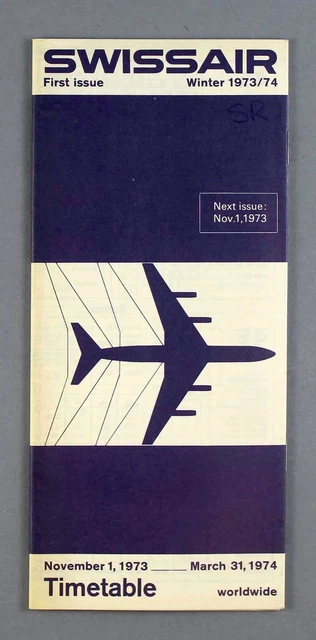 SWISSAIR
First issue Winter 1973/74
SR
Next issue:
Nov.1,1973
November 1, 1973 ____ March 31, 1974
Timetable worldwide